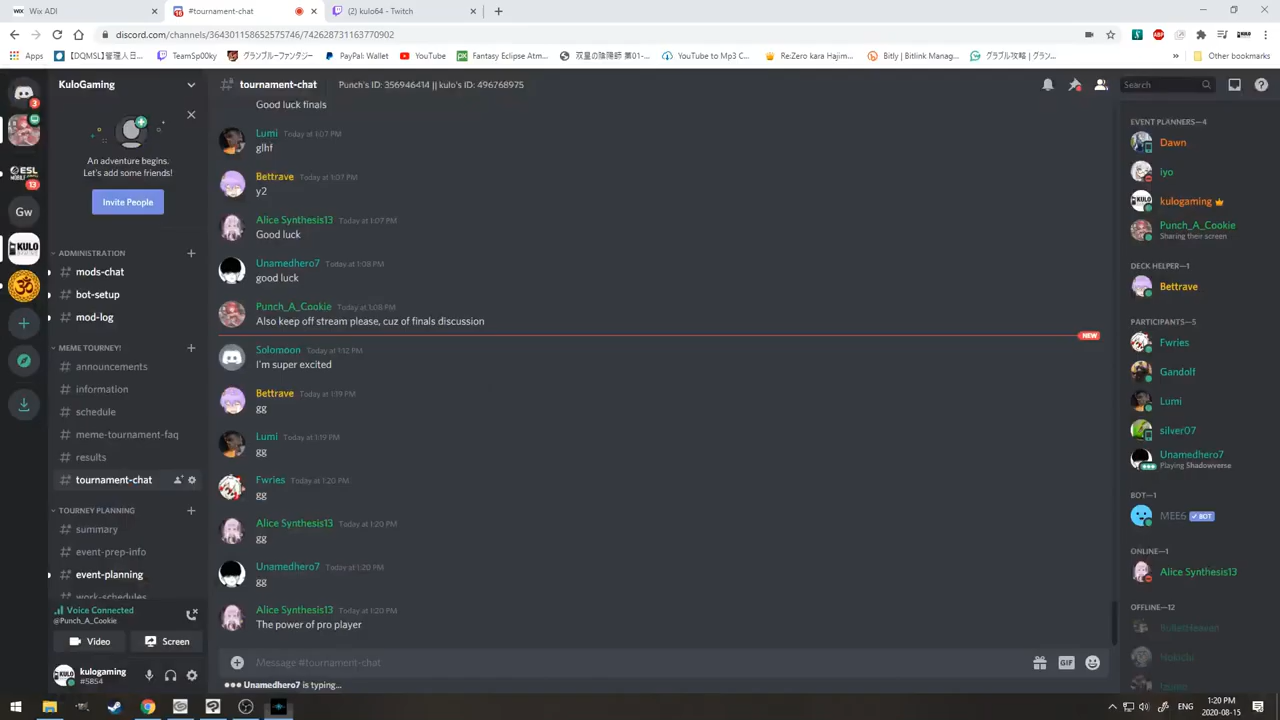 Wix ADI
#tournament-chat
(2) kulo64 - Twitch
discord.com/channels/364301158652575746/742628731163770902
Apps
【DQMSL】管理人日...
TeamSp00ky
グランブルーファンタジー
PayPal Wallet
YouTube
Fantasy Eclipse Atm...
双星の陰陽師 第01-...
YouTube to Mp3 C...
Re:Zero kara Hajim...
Bitly | Bitlink Manag...
グラブル攻略 | グラン...
Other bookmarks
KuloGaming
tournament-chat
Punch's ID: 356946414 || kulo's ID: 496768975
Search
An adventure begins.
Let's add some friends!
Invite People
3
ESL
13
Gw
KULO
ADMINISTRATION
mods-chat
bot-setup
mod-log
MEME TOURNEY!
announcements
information
schedule
meme-tournament-faq
results
tournament-chat
TOURNEY PLANNING
summary
event-prep-info
event-planning
work-schedules
Voice Connected
@Punch_A_Cookie
Video
Screen
kulogaming
#5854
Good luck finals
Lumi Today at 1:07 PM
glhf
Bettrave Today at 1:07 PM
y2
Alice Synthesis13 Today at 1:07 PM
Good luck
Unamedhero7 Today at 1:08 PM
good luck
Punch_A_Cookie Today at 1:08 PM
Also keep off stream please, cuz of finals discussion
NEW
Solomoon Today at 1:12 PM
I'm super excited
Bettrave Today at 1:19 PM
gg
Lumi Today at 1:19 PM
gg
Fwries Today at 1:20 PM
gg
Alice Synthesis13 Today at 1:20 PM
gg
Unamedhero7 Today at 1:20 PM
gg
Alice Synthesis13 Today at 1:20 PM
The power of pro player
Message #tournament-chat
GIF
Unamedhero7 is typing...
EVENT PLANNERS—4
Dawn
iyo
kulogaming
Punch_A_Cookie
Sharing their screen
DECK HELPER—1
Bettrave
PARTICIPANTS—5
Fwries
Gandolf
Lumi
silver07
Unamedhero7
Playing Shadowverse
BOT—1
MEE6 BOT
ONLINE—1
Alice Synthesis13
OFFLINE—12
ENG
1:20 PM
2020-08-15